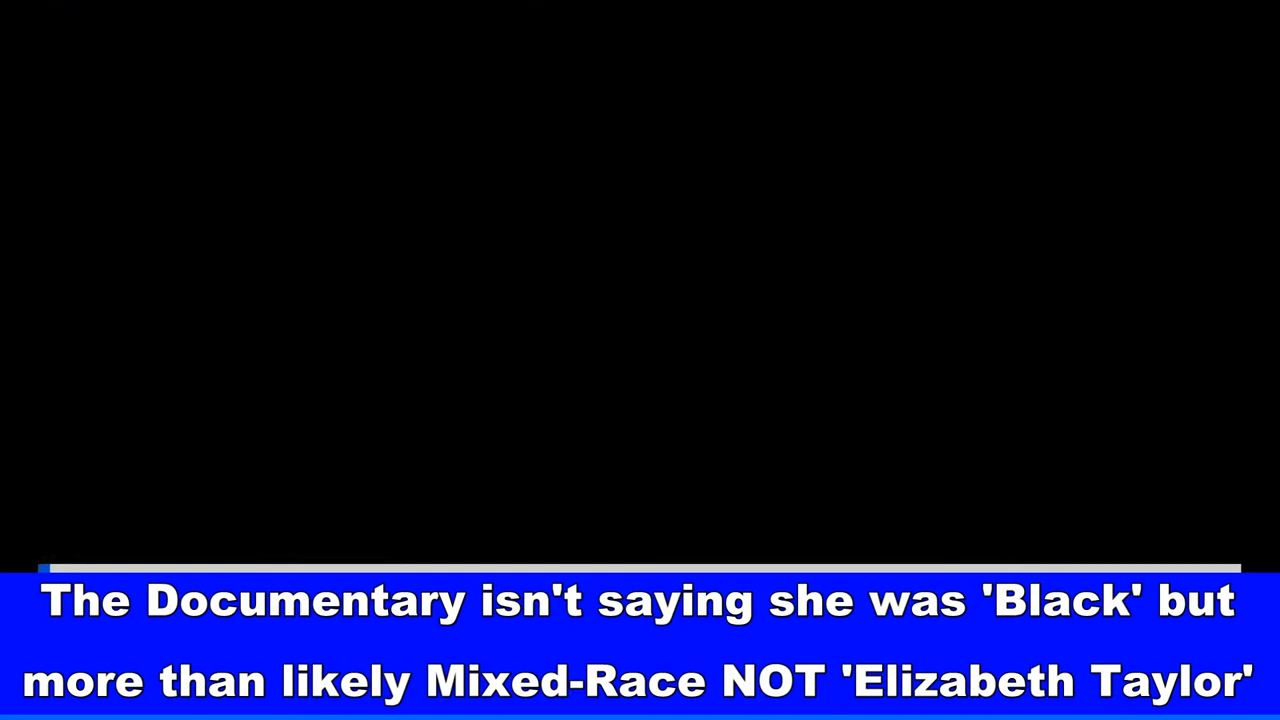 The Documentary isn't saying she was 'Black' but
more than likely Mixed-Race NOT 'Elizabeth Taylor'